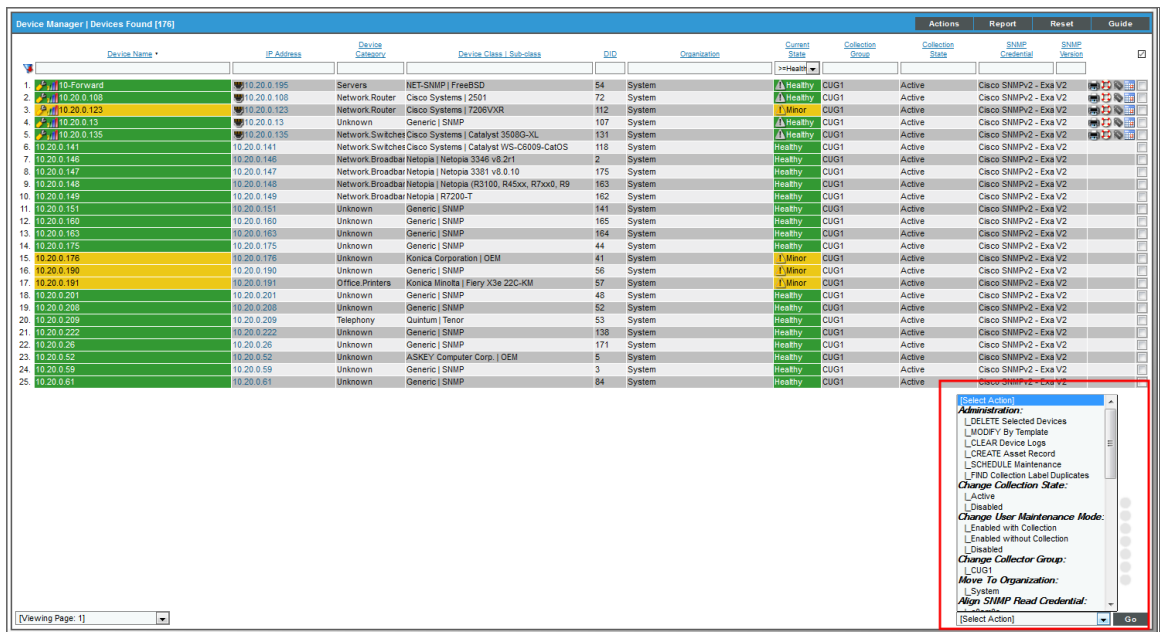 Device Manager | Devices Found [176] Actions Report Reset Guide
Device Name Device Category IP Address Device Class | Sub-class DID Organization Current State Collection Group Collection State SNMP Credential SNMP Version
>=Health
1. 10-Forward 10.20.0.195 Servers NET-SNMP | FreeBSD 54 System Healthy CUG1 Active Cisco SNMPv2 - Exa V2
2. 10.20.0.108 10.20.0.108 Network.Router Cisco Systems | 2501 72 System Healthy CUG1 Active Cisco SNMPv2 - Exa V2
3. 10.20.0.123 10.20.0.123 Network.Router Cisco Systems | 7206VXR 112 System Minor CUG1 Active Cisco SNMPv2 - Exa V2
4. 10.20.0.13 10.20.0.13 Unknown Generic | SNMP 107 System Healthy CUG1 Active Cisco SNMPv2 - Exa V2
5. 10.20.0.135 10.20.0.135 Network.Switches Cisco Systems | Catalyst 3508G-XL 131 System Healthy CUG1 Active Cisco SNMPv2 - Exa V2
6. 10.20.0.141 10.20.0.141 Network.Switches Cisco Systems | Catalyst WS-C6009-CatOS 118 System Healthy CUG1 Active Cisco SNMPv2 - Exa V2
7. 10.20.0.146 10.20.0.146 Network.Broadbar Netopia | Netopia 3346 v8.2r1 2 System Healthy CUG1 Active Cisco SNMPv2 - Exa V2
8. 10.20.0.147 10.20.0.147 Network.Broadbar Netopia | Netopia 3381 v8.0.10 175 System Healthy CUG1 Active Cisco SNMPv2 - Exa V2
9. 10.20.0.148 10.20.0.148 Network.Broadbar Netopia | Netopia (R3100, R45xx, R7xx0, R9 163 System Healthy CUG1 Active Cisco SNMPv2 - Exa V2
10. 10.20.0.149 10.20.0.149 Network.Broadbar Netopia | R7200-T 162 System Healthy CUG1 Active Cisco SNMPv2 - Exa V2
11. 10.20.0.151 10.20.0.151 Unknown Generic | SNMP 141 System Healthy CUG1 Active Cisco SNMPv2 - Exa V2
12. 10.20.0.160 10.20.0.160 Unknown Generic | SNMP 165 System Healthy CUG1 Active Cisco SNMPv2 - Exa V2
13. 10.20.0.163 10.20.0.163 Unknown Generic | SNMP 164 System Healthy CUG1 Active Cisco SNMPv2 - Exa V2
14. 10.20.0.175 10.20.0.175 Unknown Generic | SNMP 44 System Healthy CUG1 Active Cisco SNMPv2 - Exa V2
15. 10.20.0.176 10.20.0.176 Unknown Konica Corporation | OEM 41 System Minor CUG1 Active Cisco SNMPv2 - Exa V2
16. 10.20.0.190 10.20.0.190 Unknown Generic | SNMP 56 System Minor CUG1 Active Cisco SNMPv2 - Exa V2
17. 10.20.0.191 10.20.0.191 Office.Printers Konica Minolta | Fiery X3e 22C-KM 57 System Minor CUG1 Active Cisco SNMPv2 - Exa V2
18. 10.20.0.201 10.20.0.201 Unknown Generic | SNMP 48 System Healthy CUG1 Active Cisco SNMPv2 - Exa V2
19. 10.20.0.208 10.20.0.208 Unknown Generic | SNMP 52 System Healthy CUG1 Active Cisco SNMPv2 - Exa V2
20. 10.20.0.209 10.20.0.209 Telephony Quintum | Tenor 53 System Healthy CUG1 Active Cisco SNMPv2 - Exa V2
21. 10.20.0.222 10.20.0.222 Unknown Generic | SNMP 138 System Healthy CUG1 Active Cisco SNMPv2 - Exa V2
22. 10.20.0.26 10.20.0.26 Unknown Generic | SNMP 171 System Healthy CUG1 Active Cisco SNMPv2 - Exa V2
23. 10.20.0.52 10.20.0.52 Unknown ASKEY Computer Corp. | OEM 5 System Healthy CUG1 Active Cisco SNMPv2 - Exa V2
24. 10.20.0.59 10.20.0.59 Unknown Generic | SNMP 3 System Healthy CUG1 Active Cisco SNMPv2 - Exa V2
25. 10.20.0.61 10.20.0.61 Unknown Generic | SNMP 84 System Healthy CUG1 Active Cisco SNMPv2 - Exa V2
[Select Action]
Administration:
|_DELETE Selected Devices
|_MODIFY By Template
|_CLEAR Device Logs
|_CREATE Asset Record
|_SCHEDULE Maintenance
|_FIND Collection Label Duplicates
Change Collection State:
|_Active
|_Disabled
Change User Maintenance Mode:
|_Enabled with Collection
|_Enabled without Collection
|_Disabled
Change Collector Group:
|_CUG1
Move To Organization:
|_System
Align SNMP Read Credential:
[Viewing Page: 1] [Select Action] Go